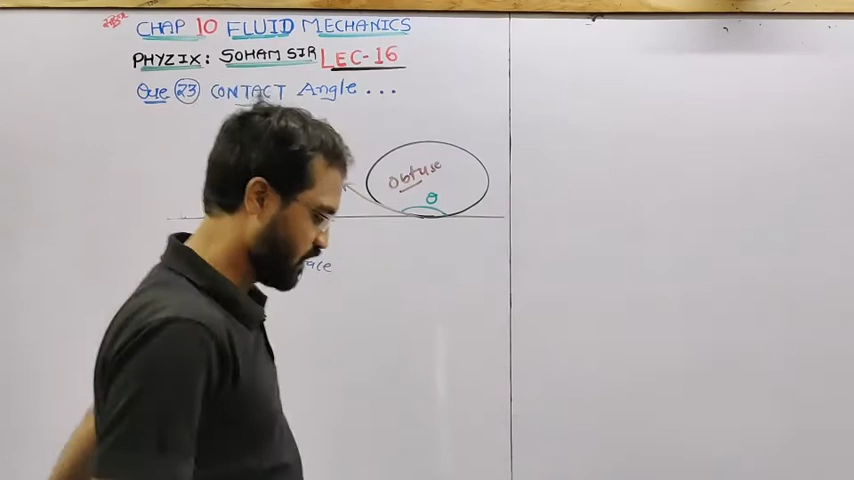 CHAP 10 FLUID MECHANICS
PHYZIX: SOHAM SIR LEC-16
Que 23 CONTACT Angle ...
Obtuse
θ